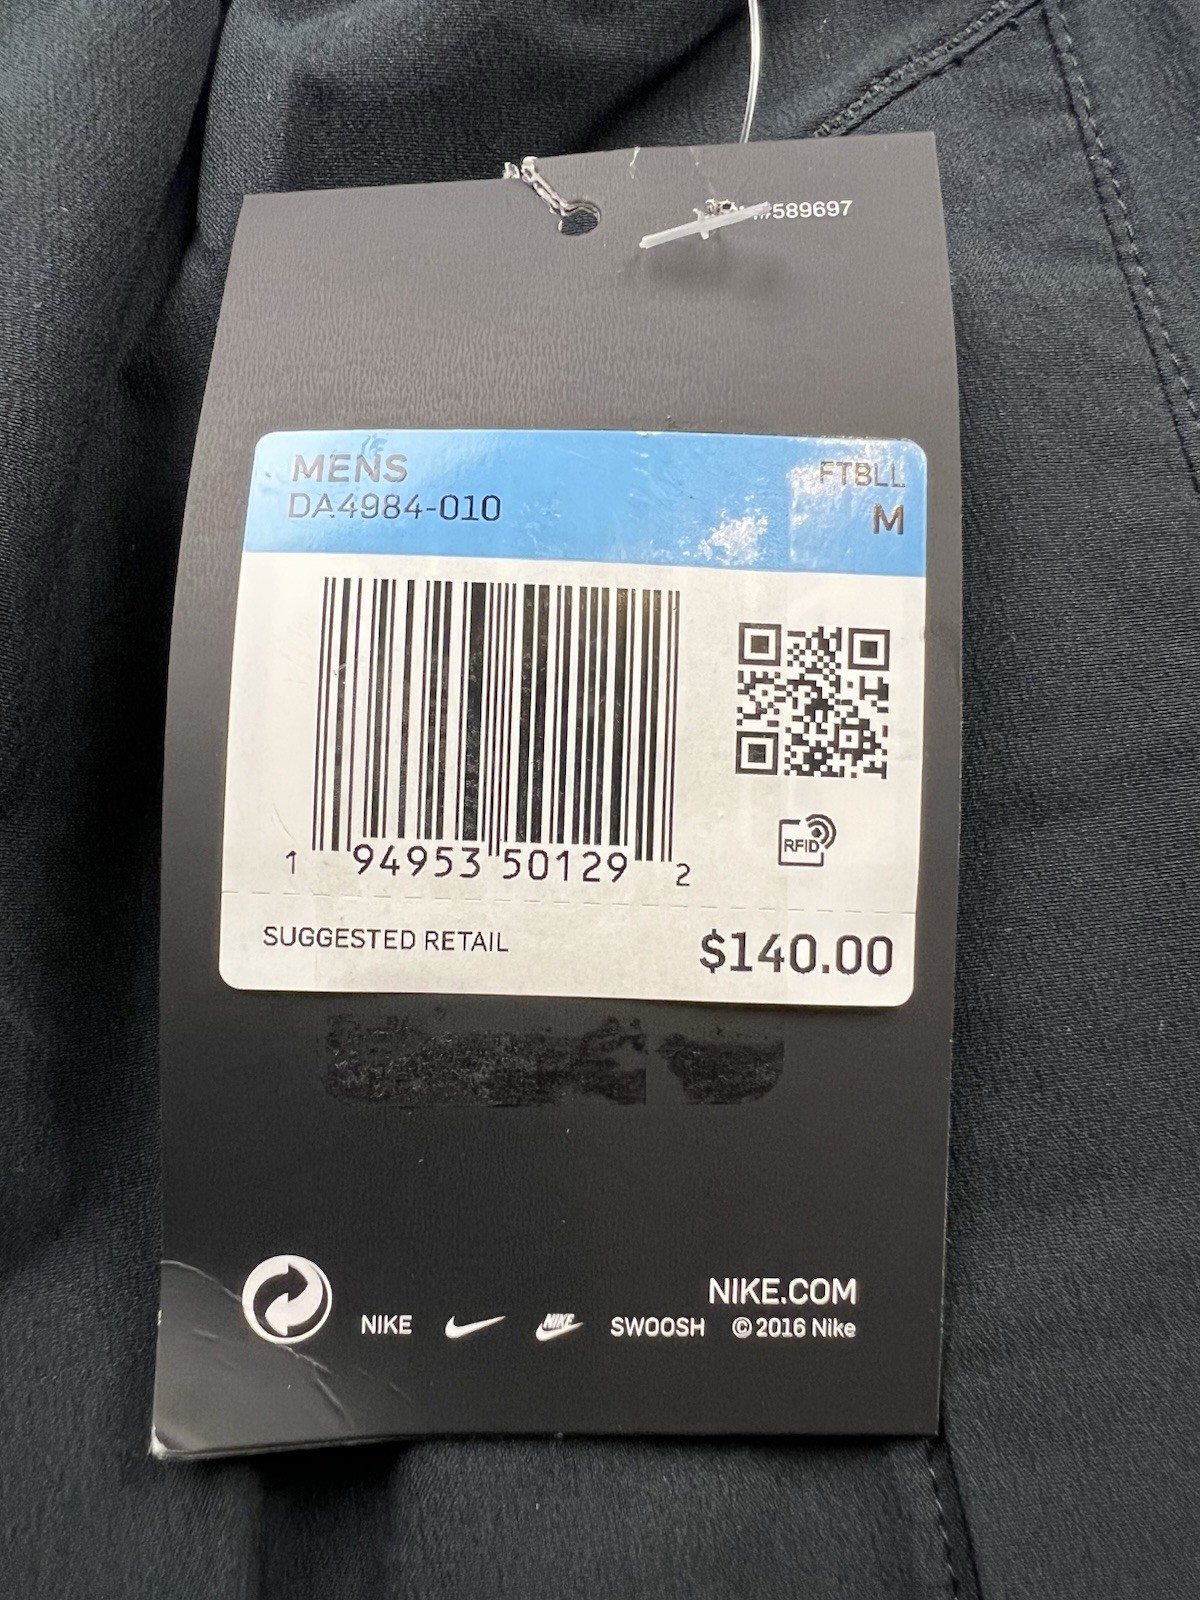 #589697
MENS
DA4984-010
FTBLL
M
1 94953 50129 2
RFID
SUGGESTED RETAIL
$140.00
NIKE.COM
NIKE NIKE SWOOSH © 2016 Nike